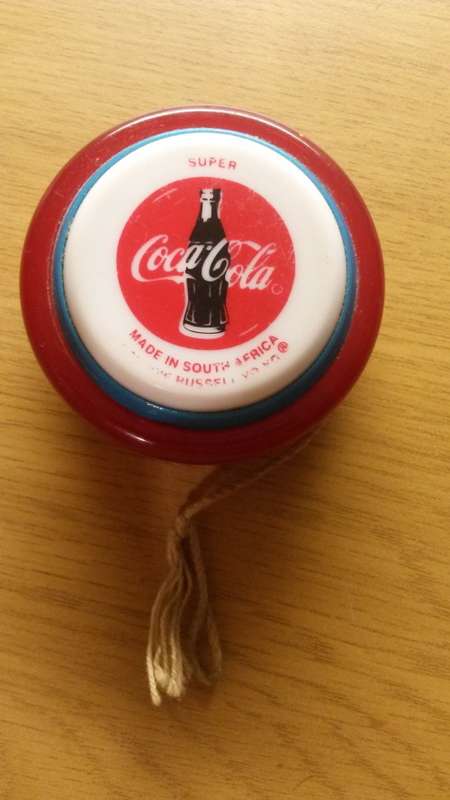 SUPER
Coca-Cola
MADE IN SOUTH AFRICA
RUSSELL YO YO ®